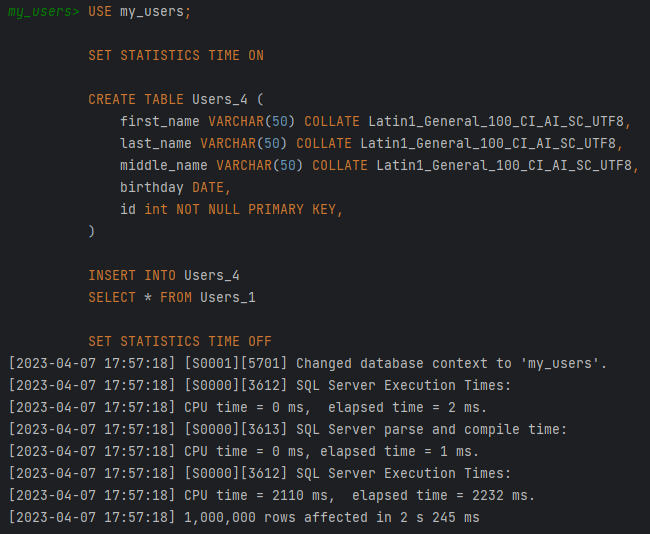 my_users> USE my_users;
SET STATISTICS TIME ON
CREATE TABLE Users_4 (
first_name VARCHAR(50) COLLATE Latin1_General_100_CI_AI_SC_UTF8,
last_name VARCHAR(50) COLLATE Latin1_General_100_CI_AI_SC_UTF8,
middle_name VARCHAR(50) COLLATE Latin1_General_100_CI_AI_SC_UTF8,
birthday DATE,
id int NOT NULL PRIMARY KEY,
)
INSERT INTO Users_4
SELECT * FROM Users_1
SET STATISTICS TIME OFF
[2023-04-07 17:57:18] [S0001][5701] Changed database context to 'my_users'.
[2023-04-07 17:57:18] [S0000][3612] SQL Server Execution Times:
[2023-04-07 17:57:18] CPU time = 0 ms,  elapsed time = 2 ms.
[2023-04-07 17:57:18] [S0000][3613] SQL Server parse and compile time:
[2023-04-07 17:57:18] CPU time = 0 ms, elapsed time = 1 ms.
[2023-04-07 17:57:18] [S0000][3612] SQL Server Execution Times:
[2023-04-07 17:57:18] CPU time = 2110 ms,  elapsed time = 2232 ms.
[2023-04-07 17:57:18] 1,000,000 rows affected in 2 s 245 ms